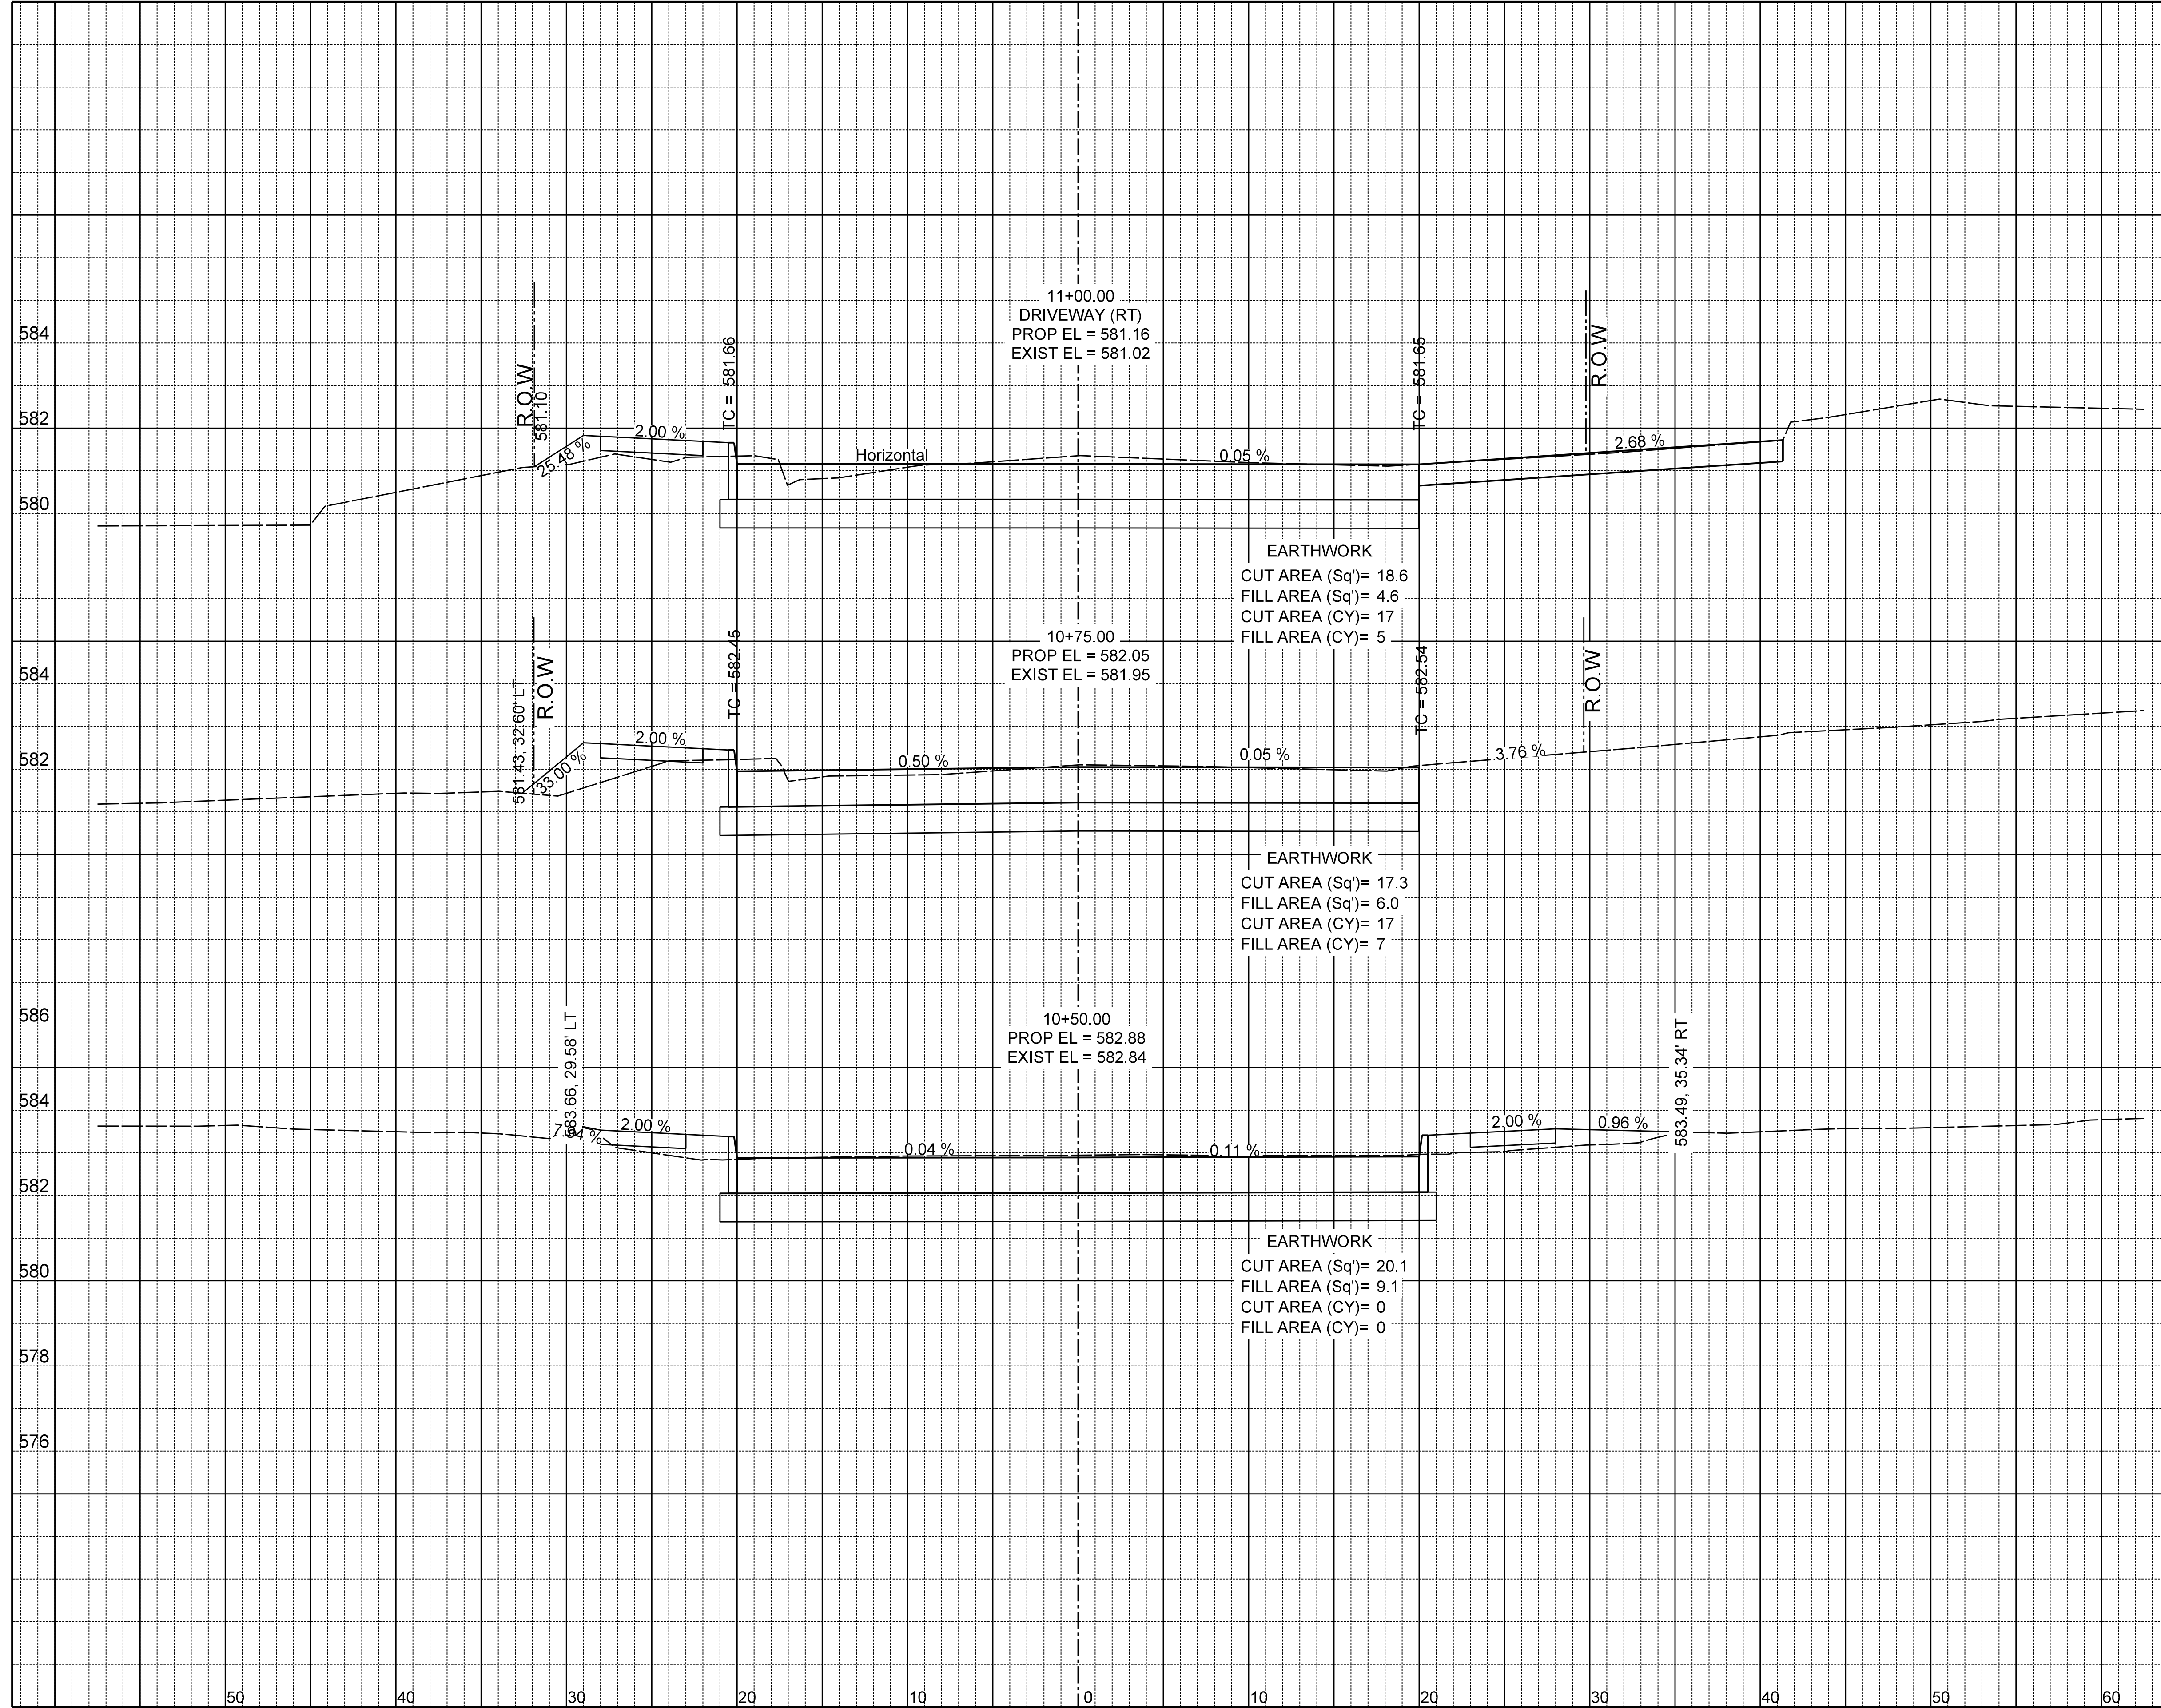 11+00.00
DRIVEWAY (RT)
PROP EL = 581.16
EXIST EL = 581.02
584
582
580
R.O.W
581.10
25.48 %
2.00 %
TC = 581.66
Horizontal
0.05 %
TC = 581.65
R.O.W
2.68 %
EARTHWORK
CUT AREA (Sq')= 18.6
FILL AREA (Sq')= 4.6
CUT AREA (CY)= 17
FILL AREA (CY)= 5
10+75.00
PROP EL = 582.05
EXIST EL = 581.95
584
582
581.43, 32.60' LT
R.O.W
33.00 %
2.00 %
TC = 582.45
0.50 %
0.05 %
TC = 582.54
3.76 %
R.O.W
EARTHWORK
CUT AREA (Sq')= 17.3
FILL AREA (Sq')= 6.0
CUT AREA (CY)= 17
FILL AREA (CY)= 7
10+50.00
PROP EL = 582.88
EXIST EL = 582.84
586
584
582
580
578
576
583.66, 29.58' LT
2.00 %
0.04 %
0.11 %
2.00 %
0.96 %
583.49, 35.34' RT
EARTHWORK
CUT AREA (Sq')= 20.1
FILL AREA (Sq')= 9.1
CUT AREA (CY)= 0
FILL AREA (CY)= 0
50 40 30 20 10 0 10 20 30 40 50 60